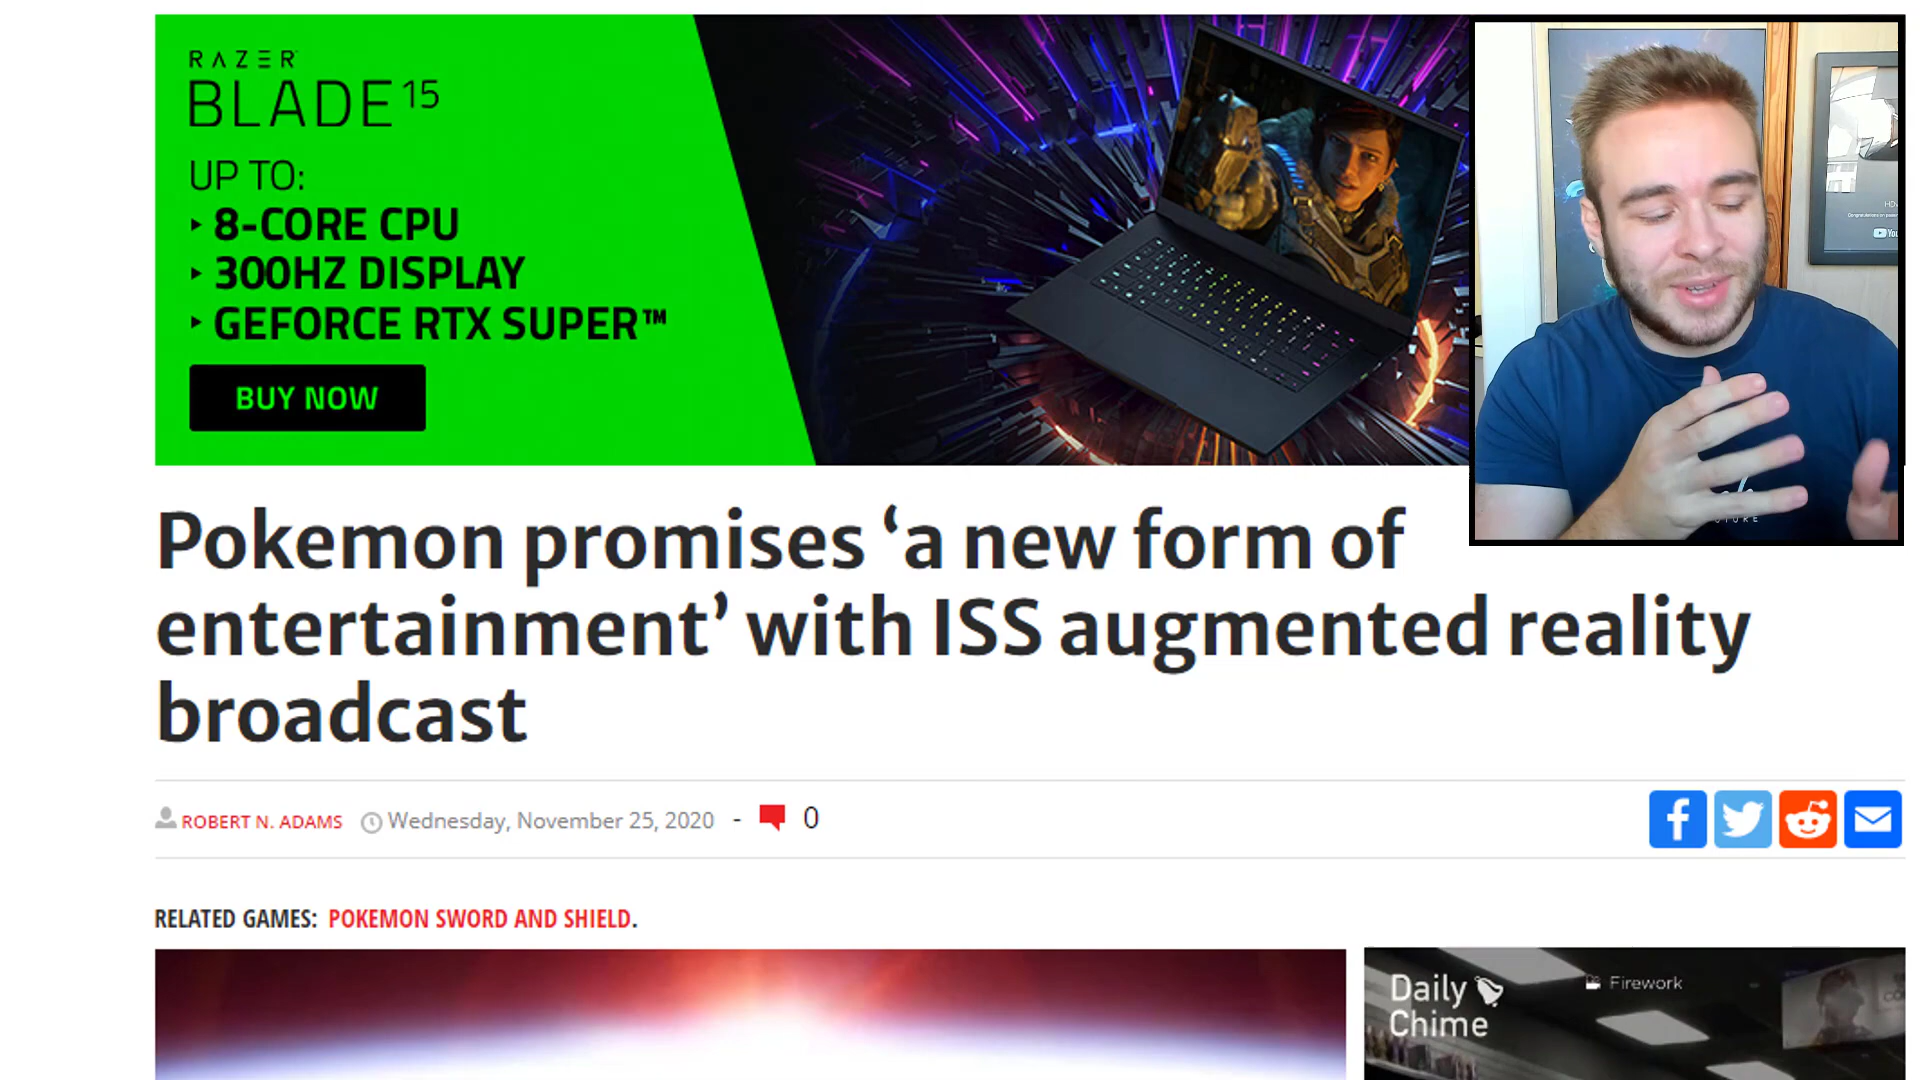 RAZER
BLADE 15
UP TO:
8-CORE CPU
300HZ DISPLAY
GEFORCE RTX SUPER™
BUY NOW
Pokemon promises ‘a new form of
entertainment’ with ISS augmented reality
broadcast
ROBERT N. ADAMS Wednesday, November 25, 2020 - 0
RELATED GAMES: POKEMON SWORD AND SHIELD.
Daily
Chime
Firework